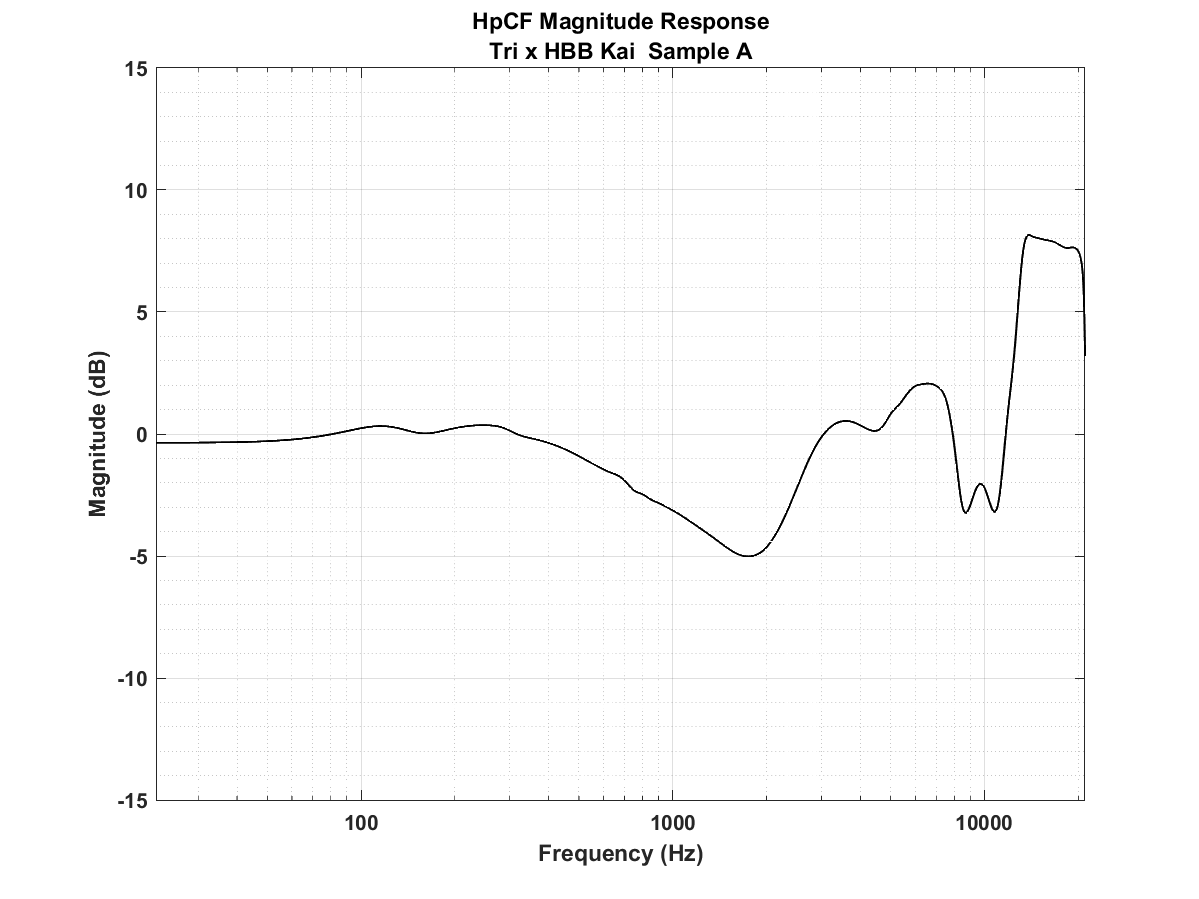 HpCF Magnitude Response
Tri x HBB Kai  Sample A
15
10
5
0
-5
-10
-15
Magnitude (dB)
100
1000
10000
Frequency (Hz)